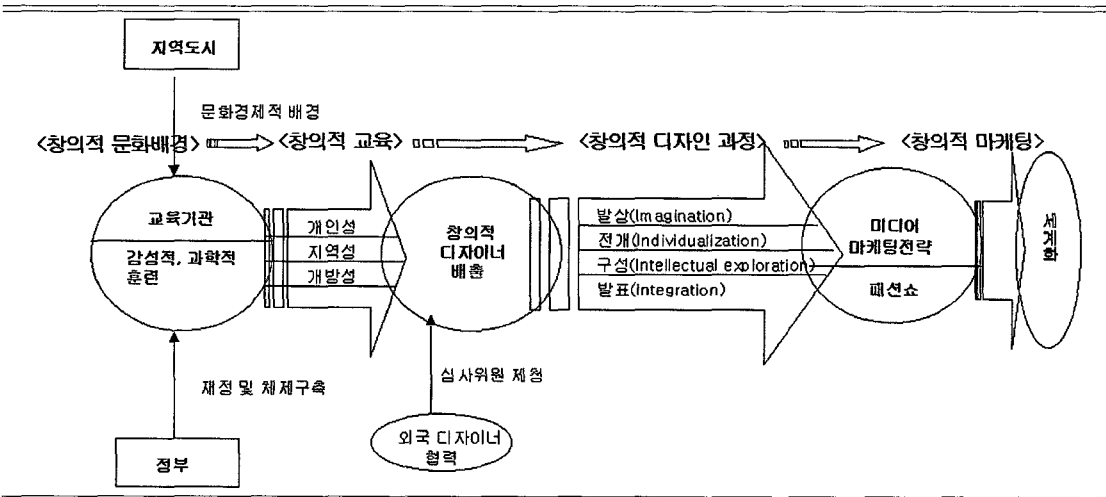 지역도시
문화경제적 배경
<창의적 문화배경>
<창의적 교육>
<창의적 디자인 과정>
<창의적 마케팅>
교육기관
감성적, 과학적
훈련
개인성
지역성
개방성
창의적
디자이너
배출
발상(Imagination)
전개(Individualization)
구성(Intellectual exploration)
발표(Integration)
미디어
마케팅전략
패션쇼
재정 및 체제구축
심사위원 제청
외국 디자이너
협력
정부